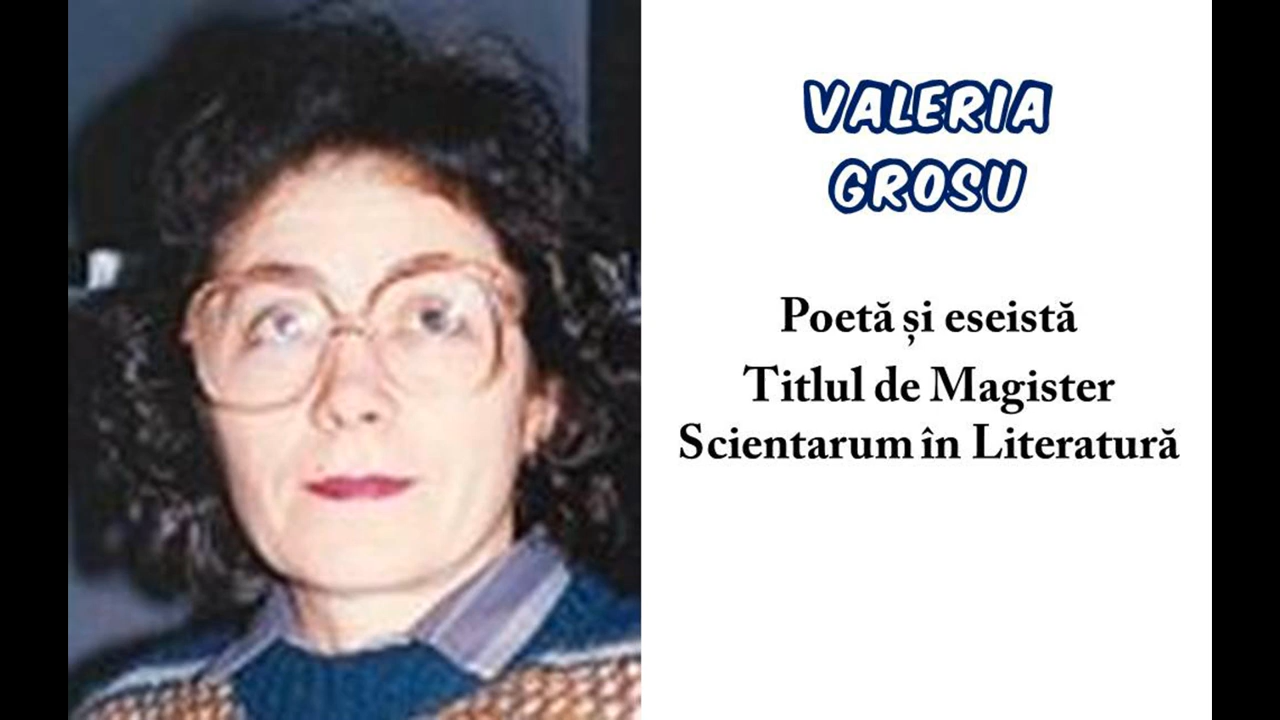 VALERIA
GROSU
Poetă și eseistă
Titlul de Magister
Scientarum în Literatură